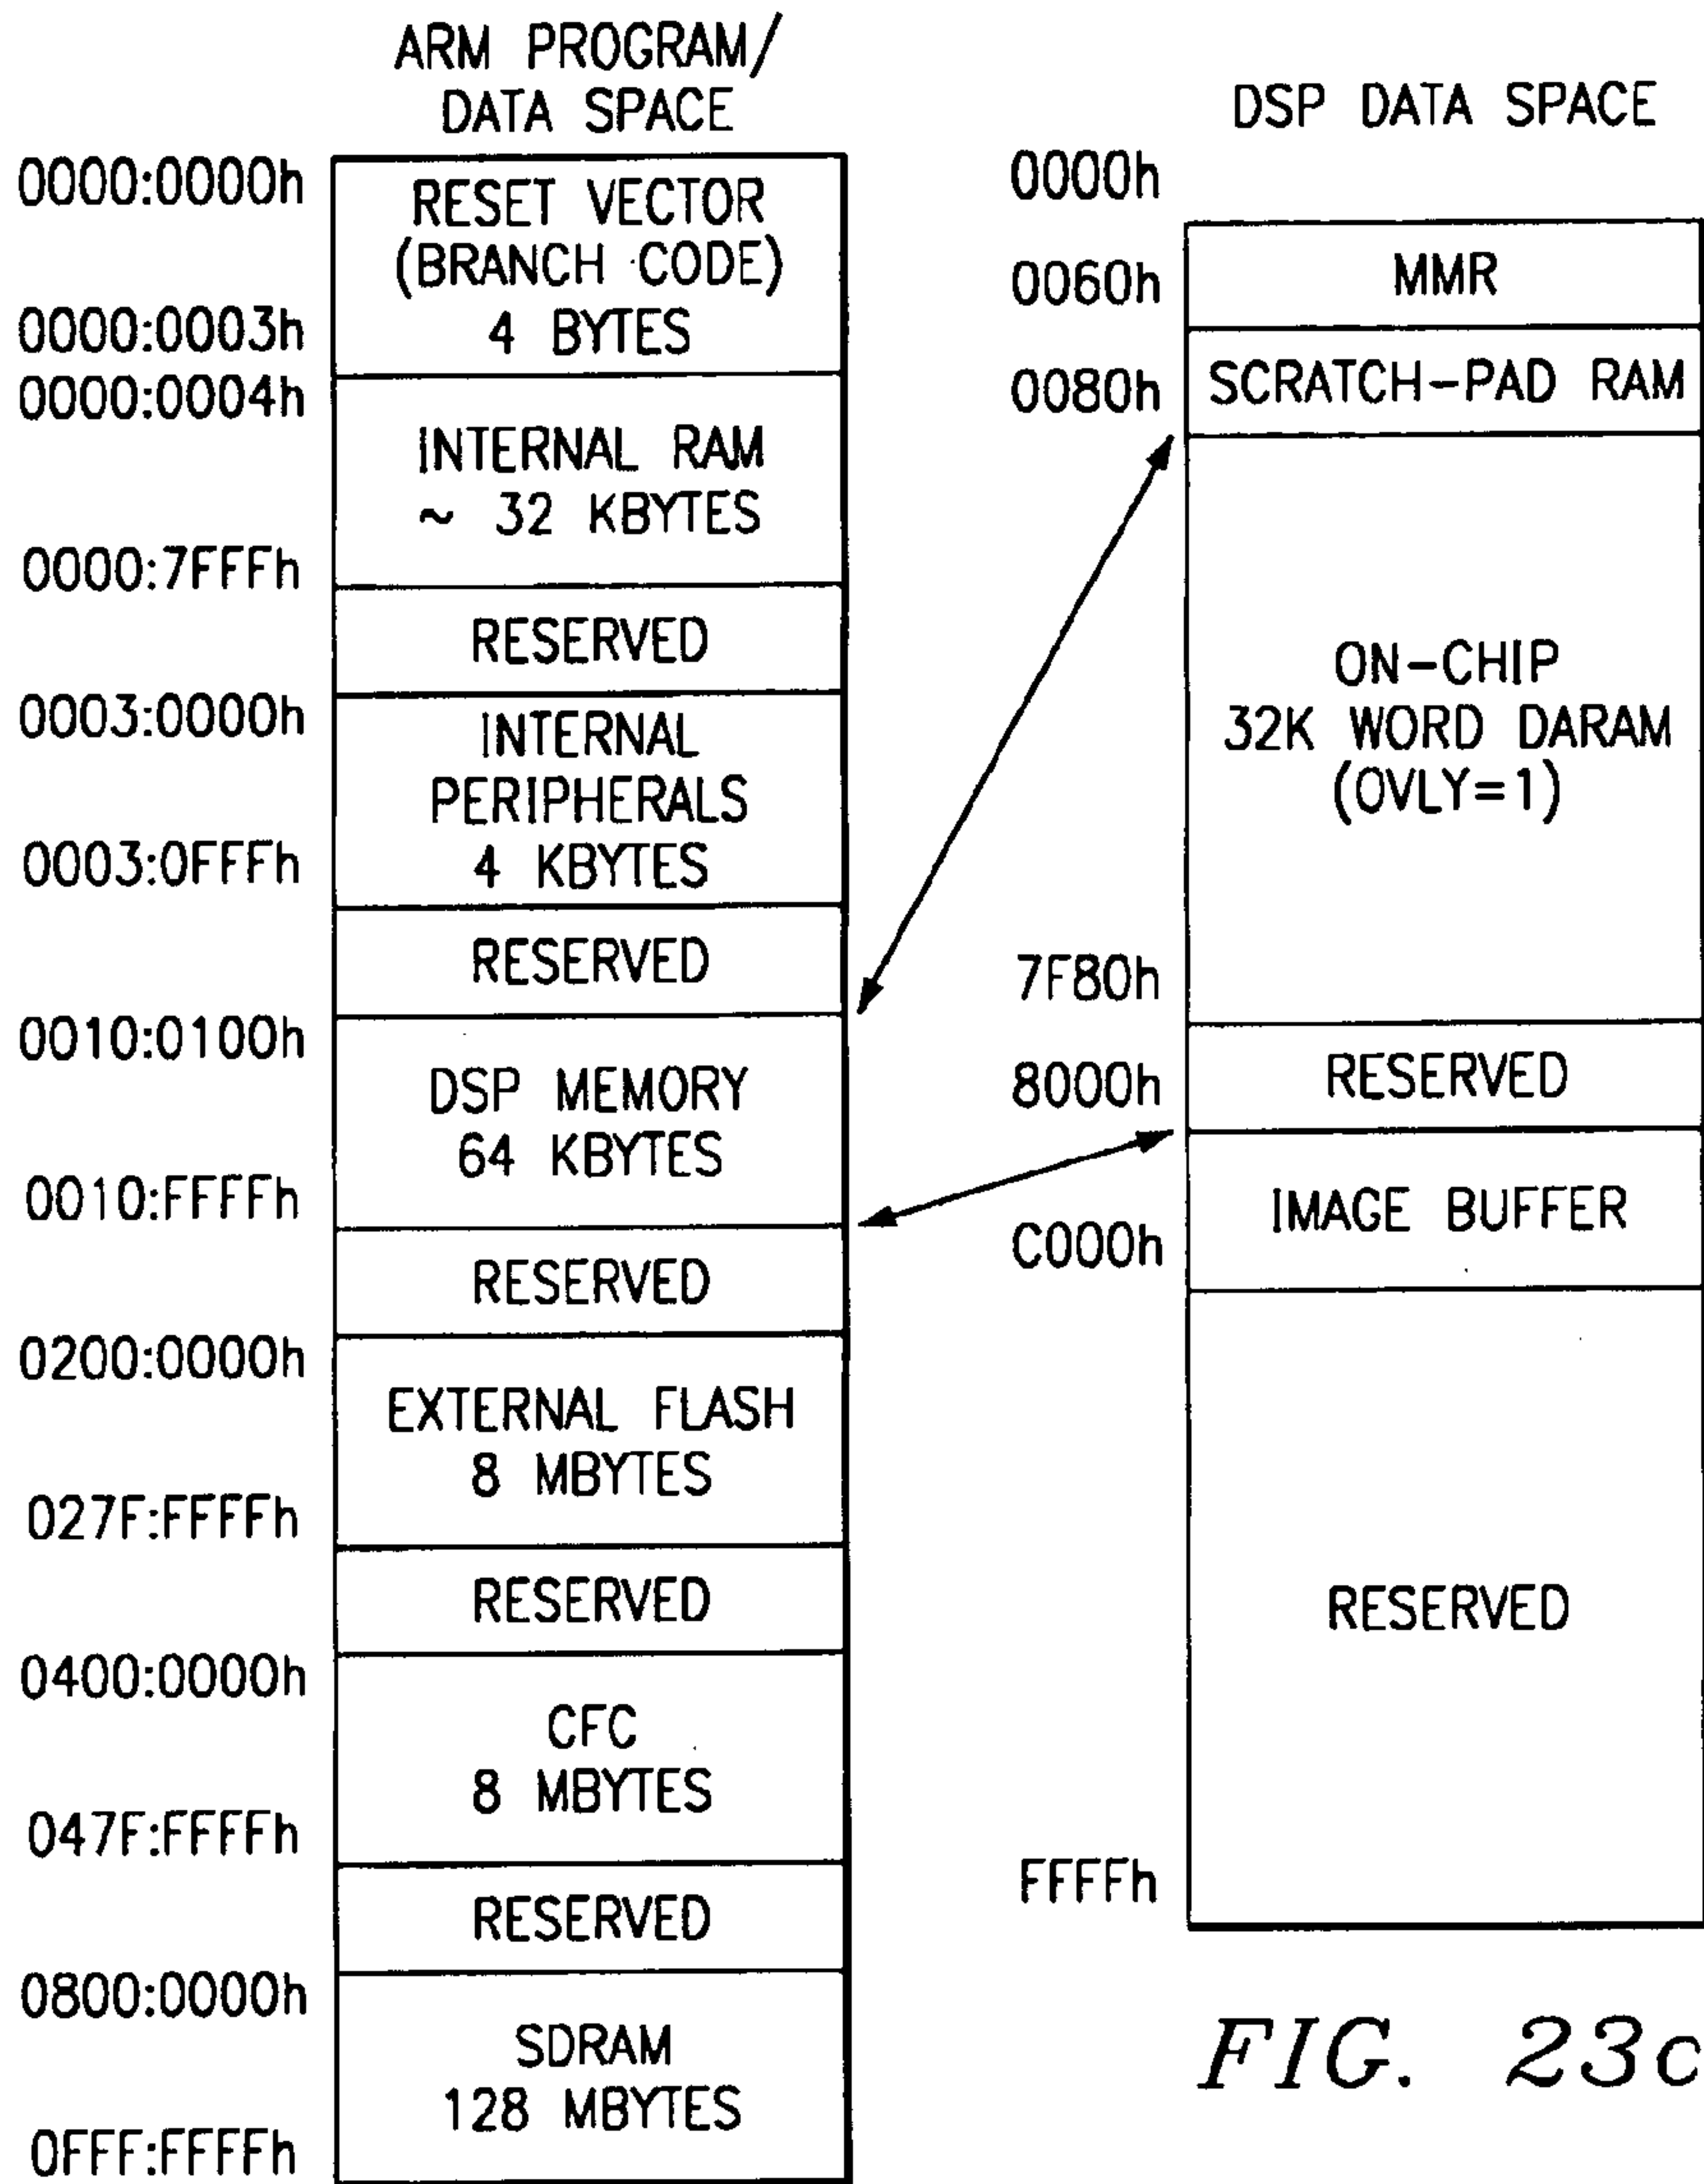 ARM PROGRAM/
DATA SPACE
0000:0000h
RESET VECTOR
(BRANCH CODE)
0000:0003h
4 BYTES
0000:0004h
INTERNAL RAM
~ 32 KBYTES
0000:7FFFh
RESERVED
0003:0000h
INTERNAL
PERIPHERALS
0003:0FFFh
4 KBYTES
RESERVED
0010:0100h
DSP MEMORY
64 KBYTES
0010:FFFFh
RESERVED
0200:0000h
EXTERNAL FLASH
8 MBYTES
027F:FFFFh
RESERVED
0400:0000h
CFC
8 MBYTES
047F:FFFFh
RESERVED
0800:0000h
SDRAM
128 MBYTES
0FFF:FFFFh
DSP DATA SPACE
0000h
0060h
MMR
0080h
SCRATCH-PAD RAM
ON-CHIP
32K WORD DARAM
(OVLY=1)
7F80h
8000h
RESERVED
IMAGE BUFFER
C000h
RESERVED
FFFFh
FIG. 23c